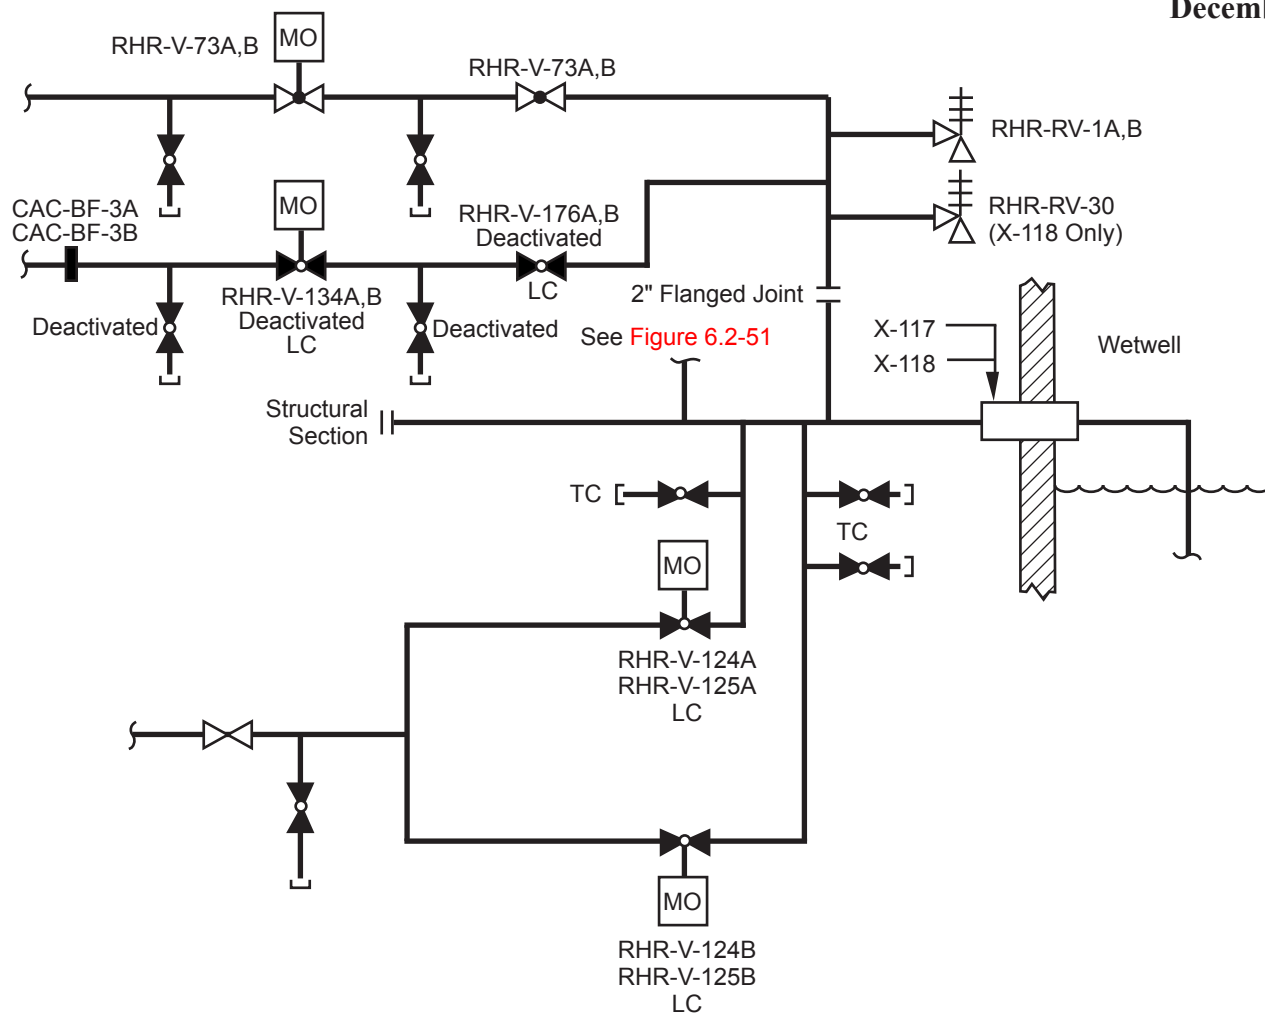 Decemb
MO
RHR-V-73A,B
RHR-V-73A,B
RHR-RV-1A,B
CAC-BF-3A
CAC-BF-3B
MO
RHR-V-176A,B
Deactivated
RHR-RV-30
(X-118 Only)
LC
RHR-V-134A,B
Deactivated
LC
2" Flanged Joint
Deactivated
Deactivated
See Figure 6.2-51
X-117
X-118
Wetwell
Structural
Section
TC
TC
MO
RHR-V-124A
RHR-V-125A
LC
MO
RHR-V-124B
RHR-V-125B
LC